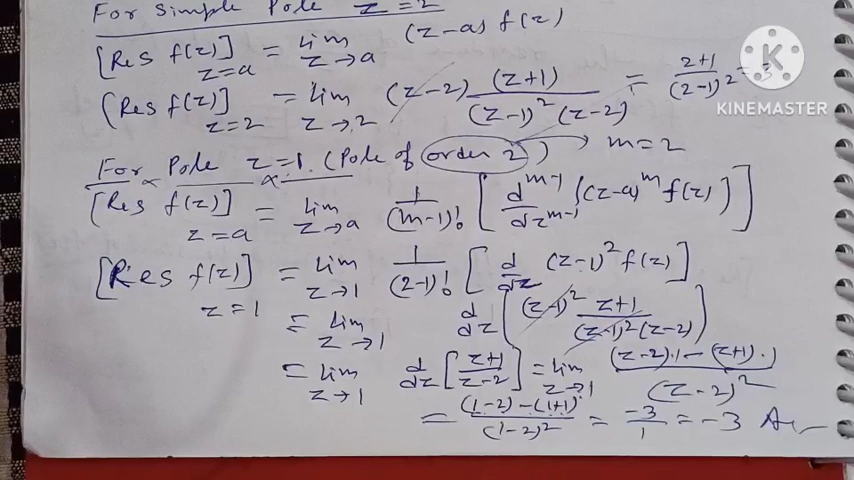 For Simple Pole z=2
[Res f(z)] z=a = lim z→a (z-a) f(z)
(Res f(z)] z=2 = lim z→2 (z-2) (z+1)/((z-1)^2 (z-2)) = z+1/(2-1)^2 = 3
KINEMASTER
For Pole z=1. (Pole of order 2) → m=2
[Res f(z)] z=a = lim z→a 1/(m-1)! [d^{m-1}/dz^{m-1} {(z-a)^m f(z)}]
[Res f(z)] z=1 = lim z→1 1/(2-1)! [d/dz (z-1)^2 f(z)]
= lim z→1 d/dz [(z-1)^2 z+1/((z-1)^2(z-2))]
= lim z→1 d/dz [z+1/z-2] = lim z→1 (z-2)·1-(z+1)·1/(z-2)^2
= (1-2)-(1+1)/(1-2)^2 = -3/1 = -3 Ans